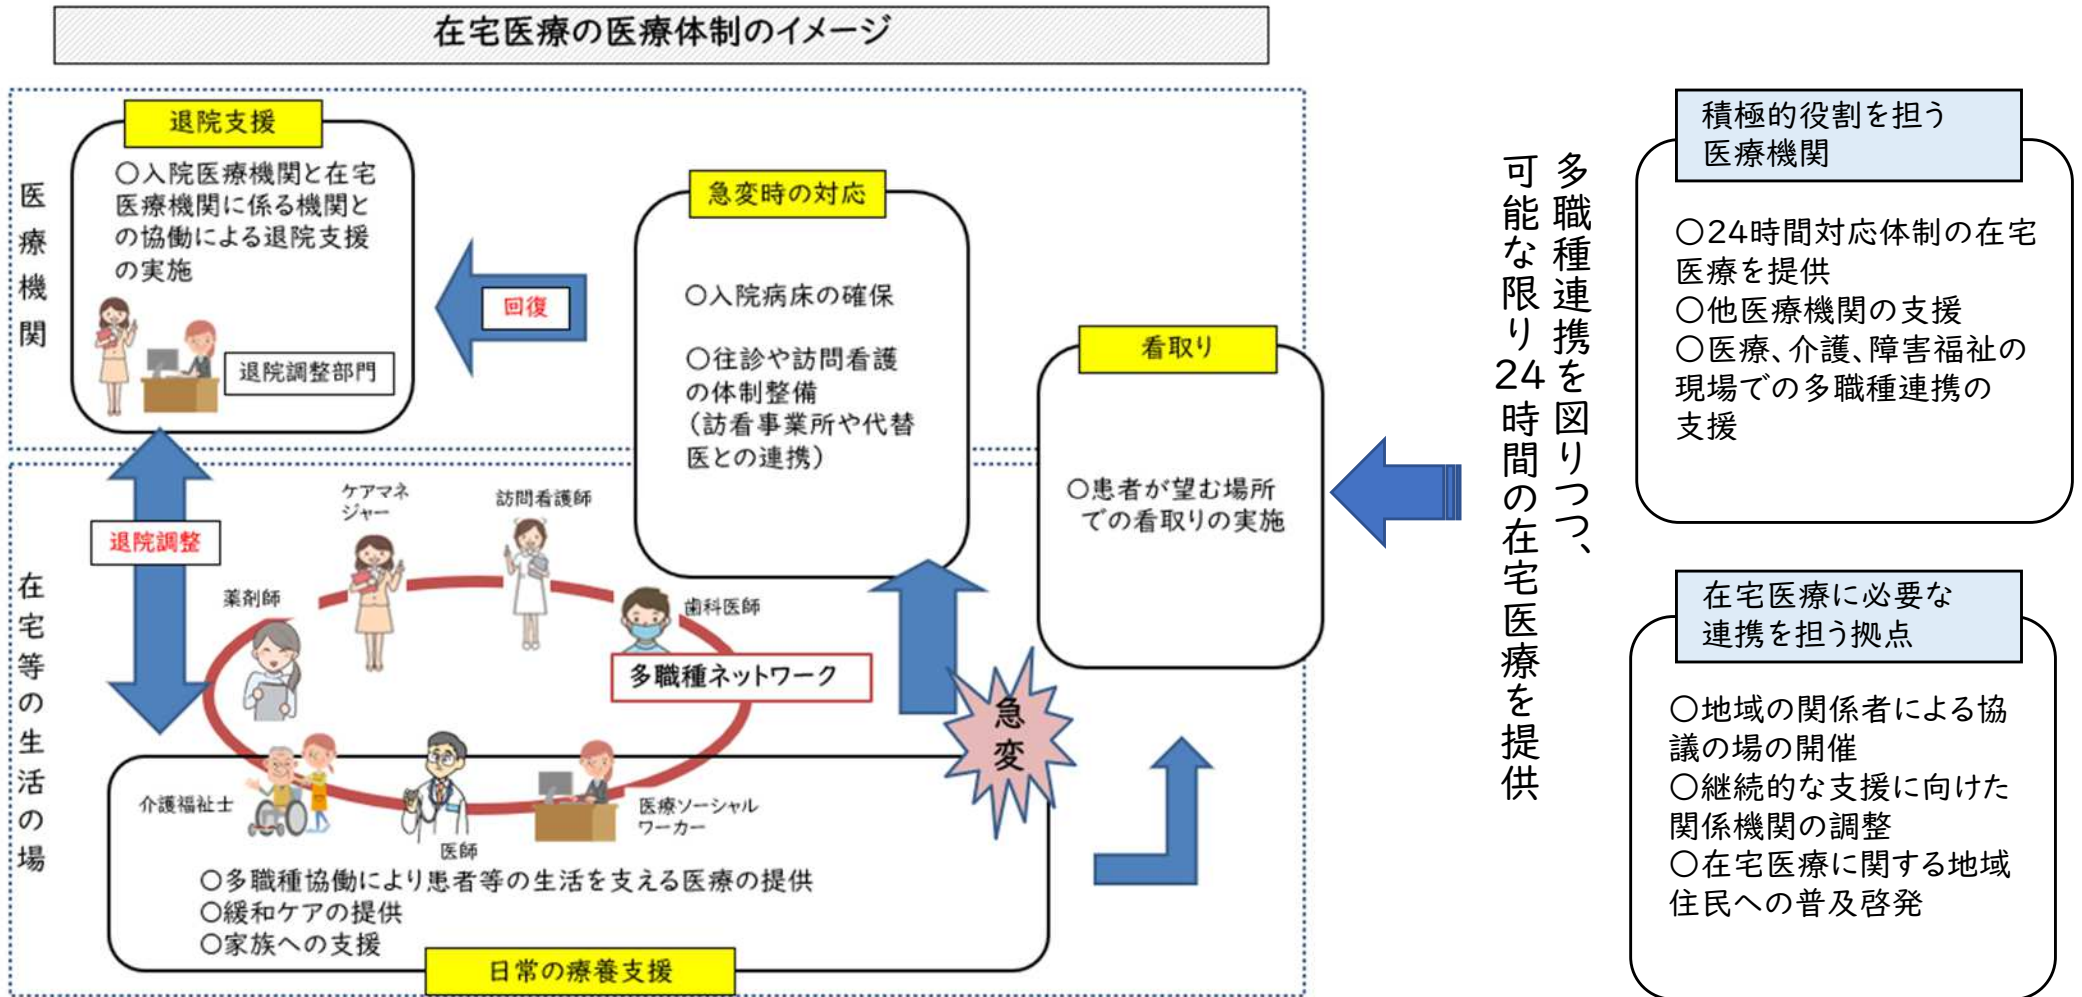 在宅医療の医療体制のイメージ
医療機関
退院支援
○入院医療機関と在宅
医療機関に係る機関と
の協働による退院支援
の実施
退院調整部門
回復
急変時の対応
○入院病床の確保
○往診や訪問看護
の体制整備
（訪看事業所や代替
医との連携）
看取り
○患者が望む場所
での看取りの実施
退院調整
在宅等の生活の場
ケアマネ
ジャー
訪問看護師
薬剤師
歯科医師
多職種ネットワーク
急変
介護福祉士
医師
医療ソーシャル
ワーカー
○多職種協働により患者等の生活を支える医療の提供
○緩和ケアの提供
○家族への支援
日常の療養支援
多職種連携を図りつつ、
可能な限り24時間の在宅医療を提供
積極的役割を担う
医療機関
○24時間対応体制の在宅
医療を提供
○他医療機関の支援
○医療、介護、障害福祉の
現場での多職種連携の
支援
在宅医療に必要な
連携を担う拠点
○地域の関係者による協
議の場の開催
○継続的な支援に向けた
関係機関の調整
○在宅医療に関する地域
住民への普及啓発